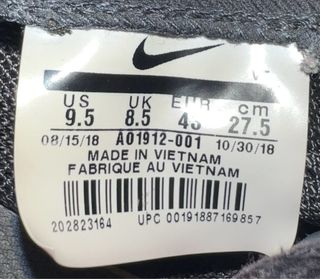 US UK EUR cm
9.5 8.5 43 27.5
08/15/18 AO1912-001 10/30/18
MADE IN VIETNAM
FABRIQUE AU VIETNAM
202823164 UPC 00191887169857